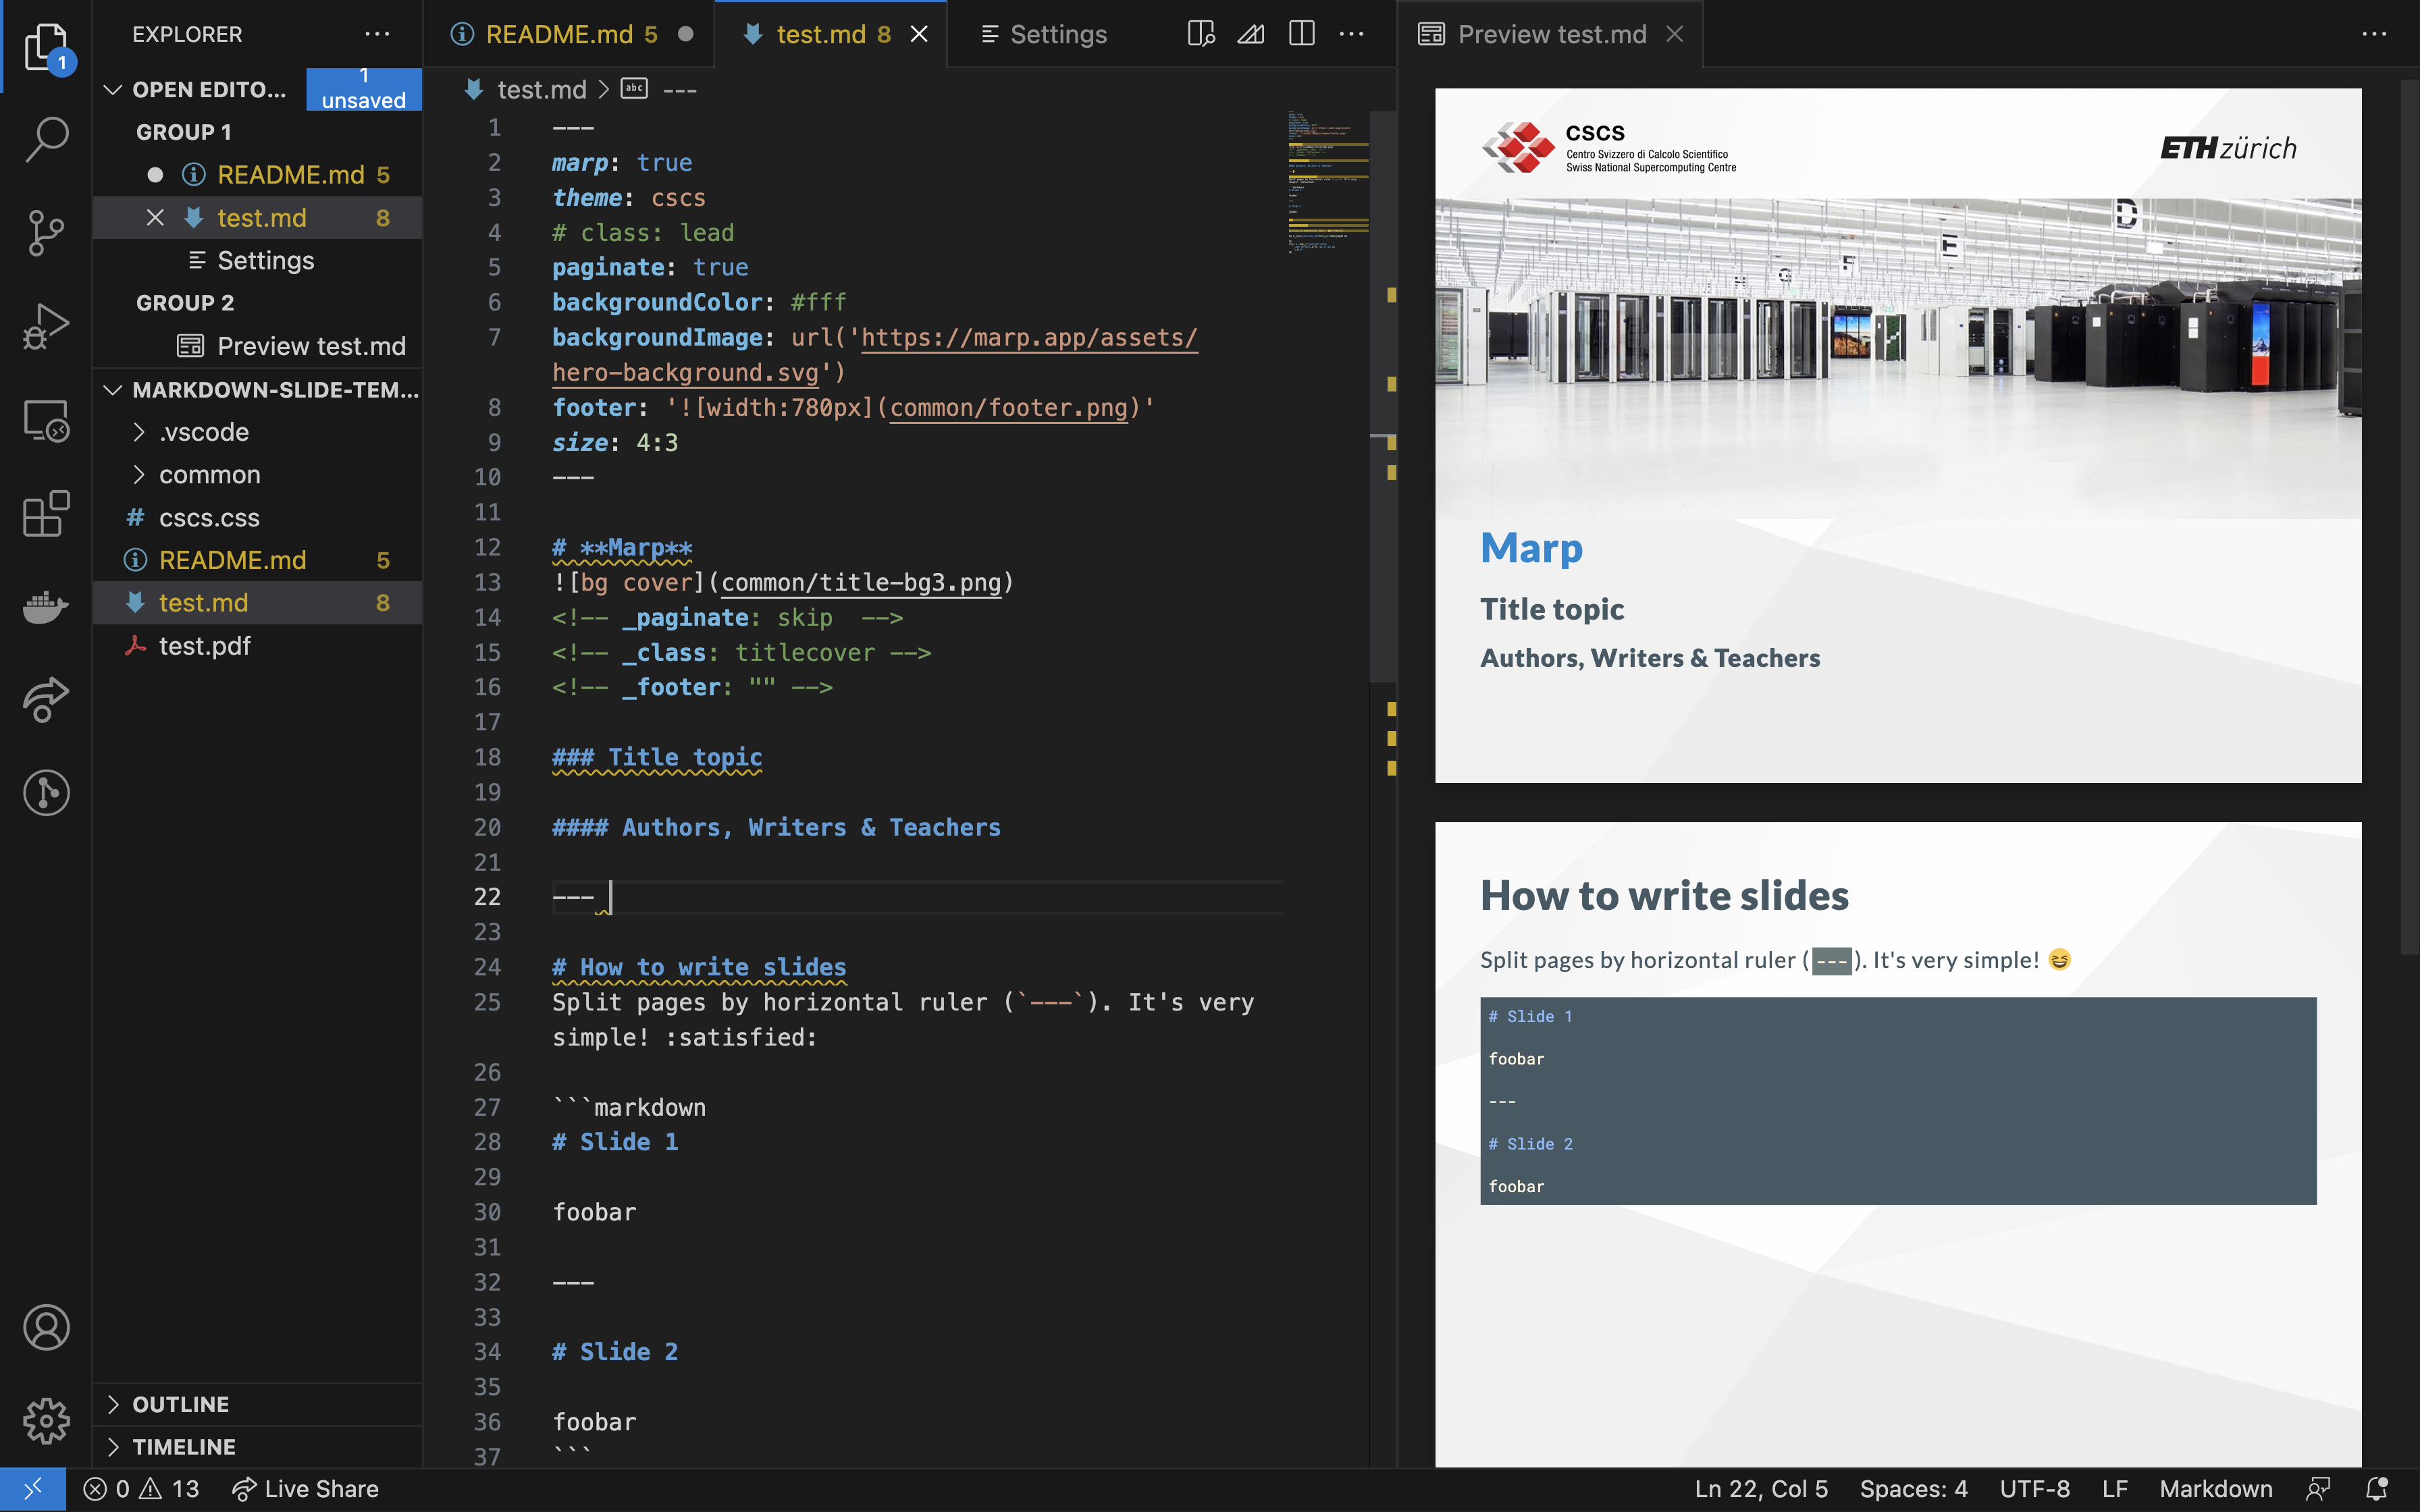 EXPLORER
OPEN EDITO...
1 unsaved
GROUP 1
README.md 5
test.md 8
Settings
GROUP 2
Preview test.md
MARKDOWN-SLIDE-TEM...
.vscode
common
# cscs.css
README.md 5
test.md 8
test.pdf
OUTLINE
TIMELINE
1
README.md 5
test.md 8
Settings
test.md > abc ---
1 ---
2 marp: true
3 theme: cscs
4 # class: lead
5 paginate: true
6 backgroundColor: #fff
7 backgroundImage: url('https://marp.app/assets/
hero-background.svg')
8 footer: '![width:780px](common/footer.png)'
9 size: 4:3
10 ---
11
12 # **Marp**
13 ![bg cover](common/title-bg3.png)
14 <!-- _paginate: skip  -->
15 <!-- _class: titlecover -->
16 <!-- _footer: "" -->
17
18 ### Title topic
19
20 #### Authors, Writers & Teachers
21
22 ---
23
24 # How to write slides
25 Split pages by horizontal ruler (`---`). It's very
simple! :satisfied:
26
27 ```markdown
28 # Slide 1
29
30 foobar
31
32 ---
33
34 # Slide 2
35
36 foobar
37 ```
Preview test.md
CSCS
Centro Svizzero di Calcolo Scientifico
Swiss National Supercomputing Centre
ETH zürich
D
E
F
G
Marp
Title topic
Authors, Writers & Teachers
How to write slides
Split pages by horizontal ruler (---). It's very simple! 😆
# Slide 1
foobar
---
# Slide 2
foobar
0 13 Live Share
Ln 22, Col 5 Spaces: 4 UTF-8 LF Markdown